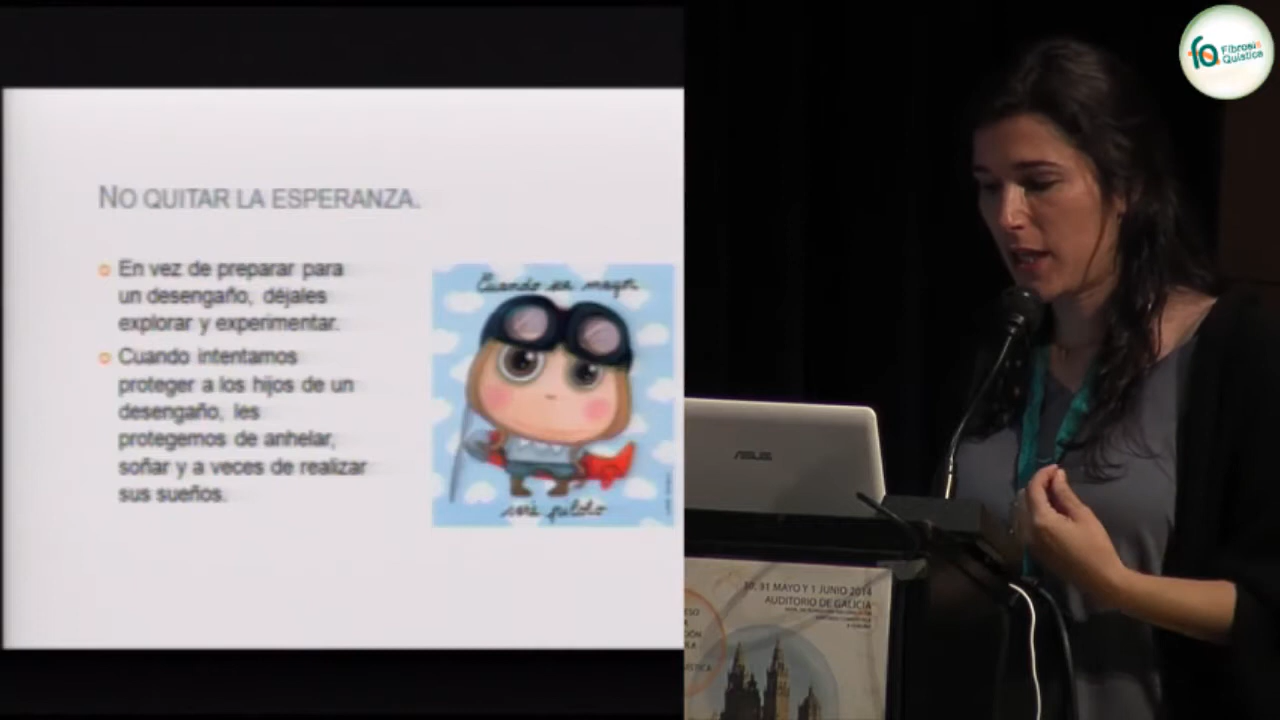 NO QUITAR LA ESPERANZA.
En vez de preparar para
un desengaño, déjales
explorar y experimentar.
Cuando intentamos
proteger a los hijos de un
desengaño, les
protegemos de anhelar,
soñar y a veces de realizar
sus sueños.
Cuando sea mayor
seré piloto
Fibrosis
Quística
ASUS
30, 31 MAYO Y 1 JUNIO 2014
AUDITORIO DE GALICIA